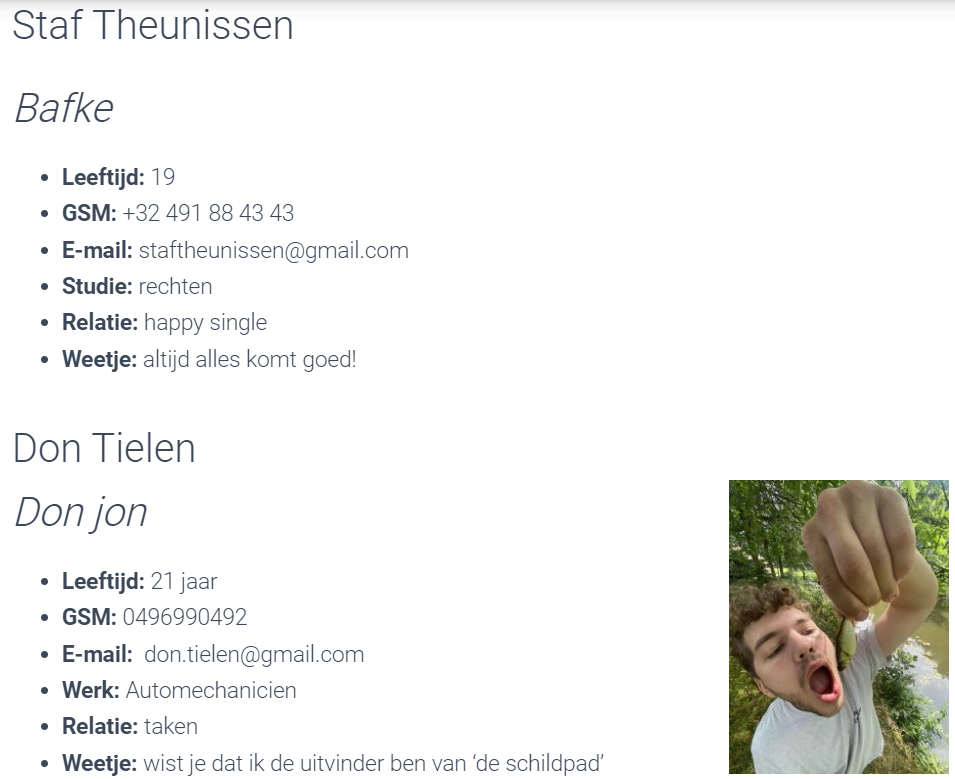 Staf Theunissen
Bafke
Leeftijd: 19
GSM: +32 491 88 43 43
E-mail: staftheunissen@gmail.com
Studie: rechten
Relatie: happy single
Weetje: altijd alles komt goed!
Don Tielen
Don jon
Leeftijd: 21 jaar
GSM: 0496990492
E-mail: don.tielen@gmail.com
Werk: Automechanicien
Relatie: taken
Weetje: wist je dat ik de uitvinder ben van ‘de schildpad’